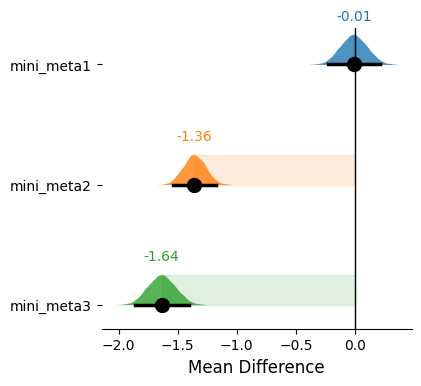 -0.01
mini_meta1
-1.36
mini_meta2
-1.64
mini_meta3
−2.0 −1.5 −1.0 −0.5 0.0
Mean Difference